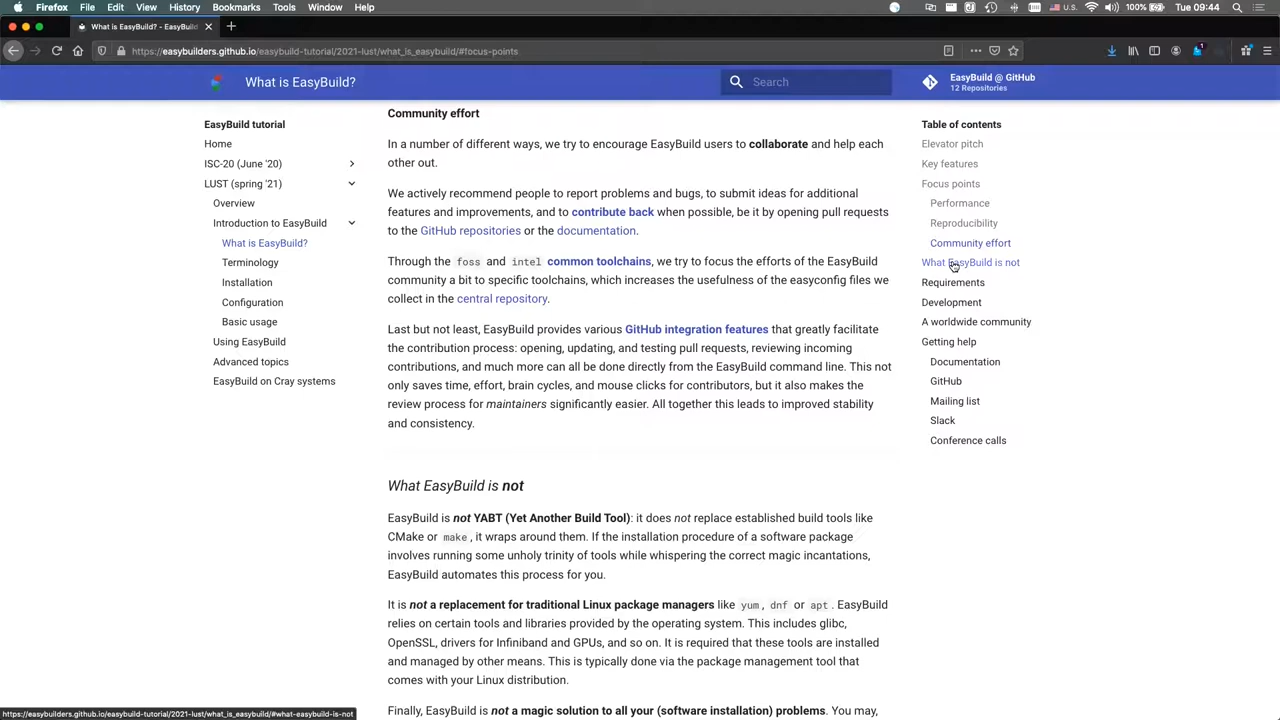 Firefox File Edit View History Bookmarks Tools Window Help
100% Tue 09:44
What is EasyBuild? - EasyBuild
https://easybuilders.github.io/easybuild-tutorial/2021-lust/what_is_easybuild/#focus-points
What is EasyBuild?
Search
EasyBuild @ GitHub
12 Repositories
EasyBuild tutorial
Home
ISC-20 (June '20)
LUST (spring '21)
Overview
Introduction to EasyBuild
What is EasyBuild?
Terminology
Installation
Configuration
Basic usage
Using EasyBuild
Advanced topics
EasyBuild on Cray systems
Community effort
In a number of different ways, we try to encourage EasyBuild users to collaborate and help each
other out.
We actively recommend people to report problems and bugs, to submit ideas for additional
features and improvements, and to contribute back when possible, be it by opening pull requests
to the GitHub repositories or the documentation.
Through the foss and intel common toolchains, we try to focus the efforts of the EasyBuild
community a bit to specific toolchains, which increases the usefulness of the easyconfig files we
collect in the central repository.
Last but not least, EasyBuild provides various GitHub integration features that greatly facilitate
the contribution process: opening, updating, and testing pull requests, reviewing incoming
contributions, and much more can all be done directly from the EasyBuild command line. This not
only saves time, effort, brain cycles, and mouse clicks for contributors, but it also makes the
review process for maintainers significantly easier. All together this leads to improved stability
and consistency.
What EasyBuild is not
EasyBuild is not YABT (Yet Another Build Tool): it does not replace established build tools like
CMake or make, it wraps around them. If the installation procedure of a software package
involves running some unholy trinity of tools while whispering the correct magic incantations,
EasyBuild automates this process for you.
It is not a replacement for traditional Linux package managers like yum, dnf or apt. EasyBuild
relies on certain tools and libraries provided by the operating system. This includes glibc,
OpenSSL, drivers for Infiniband and GPUs, and so on. It is required that these tools are installed
and managed by other means. This is typically done via the package management tool that
comes with your Linux distribution.
Finally, EasyBuild is not a magic solution to all your (software installation) problems. You may,
Table of contents
Elevator pitch
Key features
Focus points
Performance
Reproducibility
Community effort
What EasyBuild is not
Requirements
Development
A worldwide community
Getting help
Documentation
GitHub
Mailing list
Slack
Conference calls
https://easybuilders.github.io/easybuild-tutorial/2021-lust/what_is_easybuild/#what-easybuild-is-not